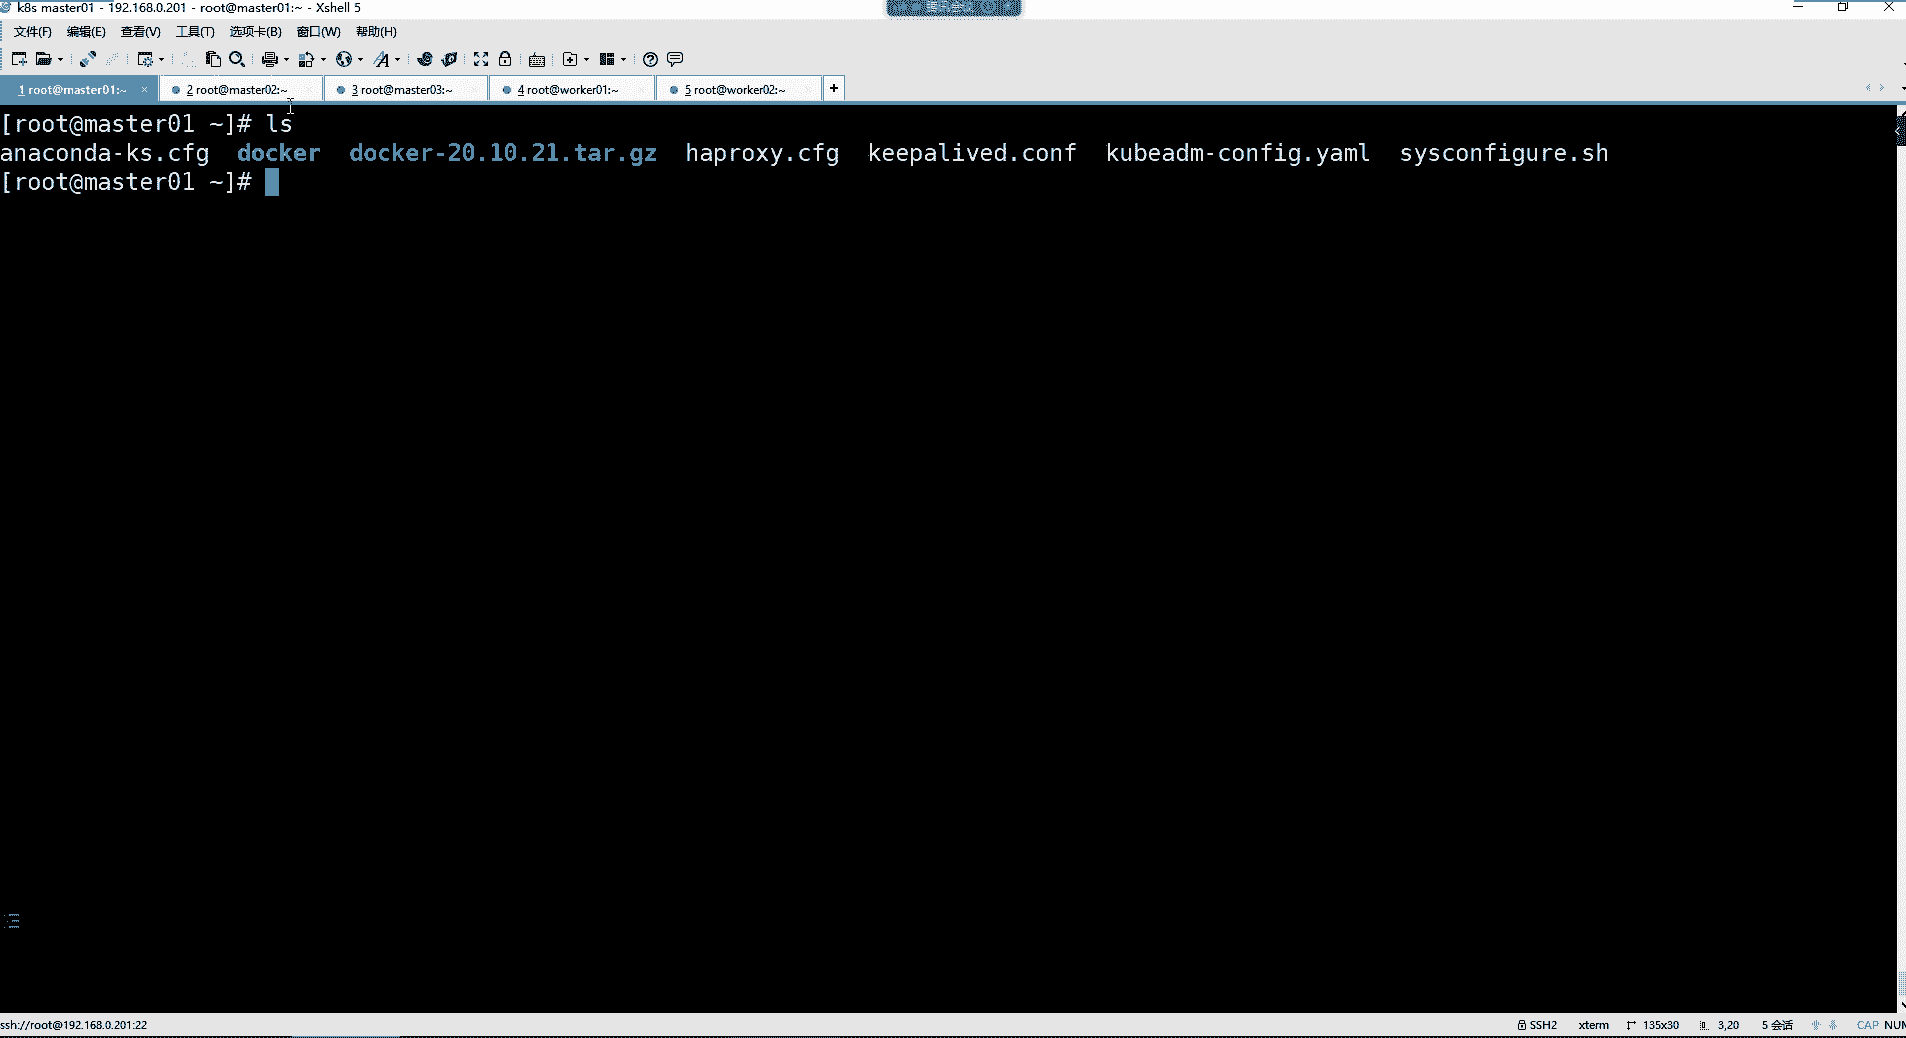 k8s master01 - 192.168.0.201 - root@master01:~ - Xshell 5
文件(F) 编辑(E) 查看(V) 工具(T) 选项卡(B) 窗口(W) 帮助(H)
1 root@master01:~ 2 root@master02:~ 3 root@master03:~ 4 root@worker01:~ 5 root@worker02:~
[root@master01 ~]# ls
anaconda-ks.cfg docker docker-20.10.21.tar.gz haproxy.cfg keepalived.conf kubeadm-config.yaml sysconfigure.sh
[root@master01 ~]#
ssh://root@192.168.0.201:22 SSH2 xterm 135x30 3,20 5 会话 CAP NUM